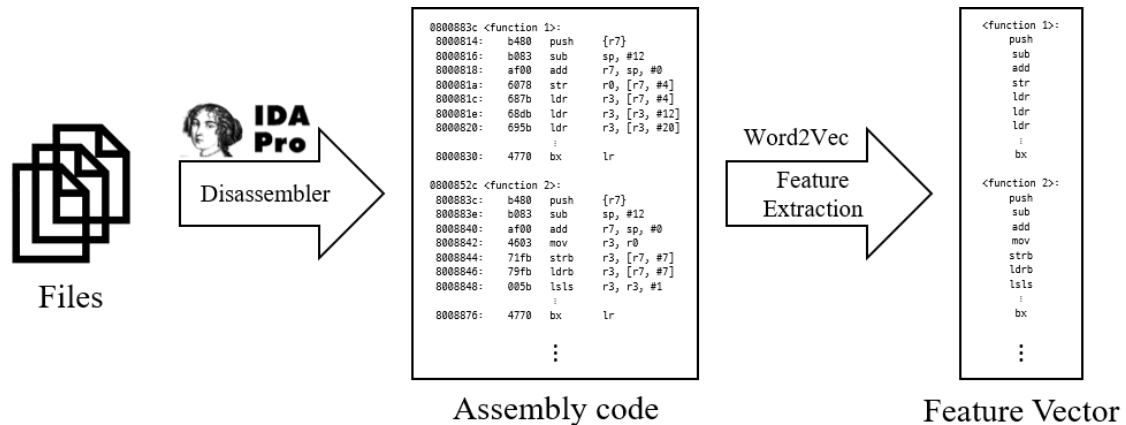 IDA
Pro
Disassembler
Files
0800883c <function 1>:
8000814: b480 push {r7}
8000816: b083 sub sp, #12
8000818: af00 add r7, sp, #0
800081a: 6078 str r0, [r7, #4]
800081c: 687b ldr r3, [r7, #4]
800081e: 68db ldr r3, [r3, #12]
8000820: 695b ldr r3, [r3, #20]
⋮
8000830: 4770 bx lr
0800852c <function 2>:
800883c: b480 push {r7}
800883e: b083 sub sp, #12
8008840: af00 add r7, sp, #0
8008842: 4603 mov r3, r0
8008844: 71fb strb r3, [r7, #7]
8008846: 79fb ldrb r3, [r7, #7]
8008848: 005b lsls r3, r3, #1
⋮
8008876: 4770 bx lr
⋮
Assembly code
Word2Vec
Feature
Extraction
<function 1>:
push
sub
add
str
ldr
ldr
ldr
⋮
bx
<function 2>:
push
sub
add
mov
strb
ldrb
lsls
⋮
bx
⋮
Feature Vector